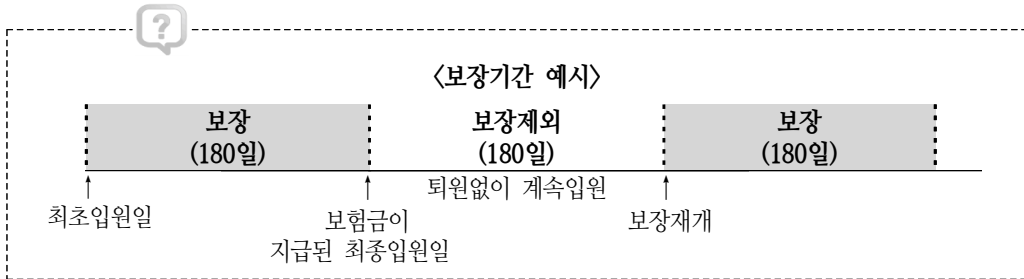 ?
〈보장기간 예시〉
보장 보장제외 보장
(180일) (180일) (180일)
퇴원없이 계속입원
최초입원일 보험금이 보장재개
지급된 최종입원일